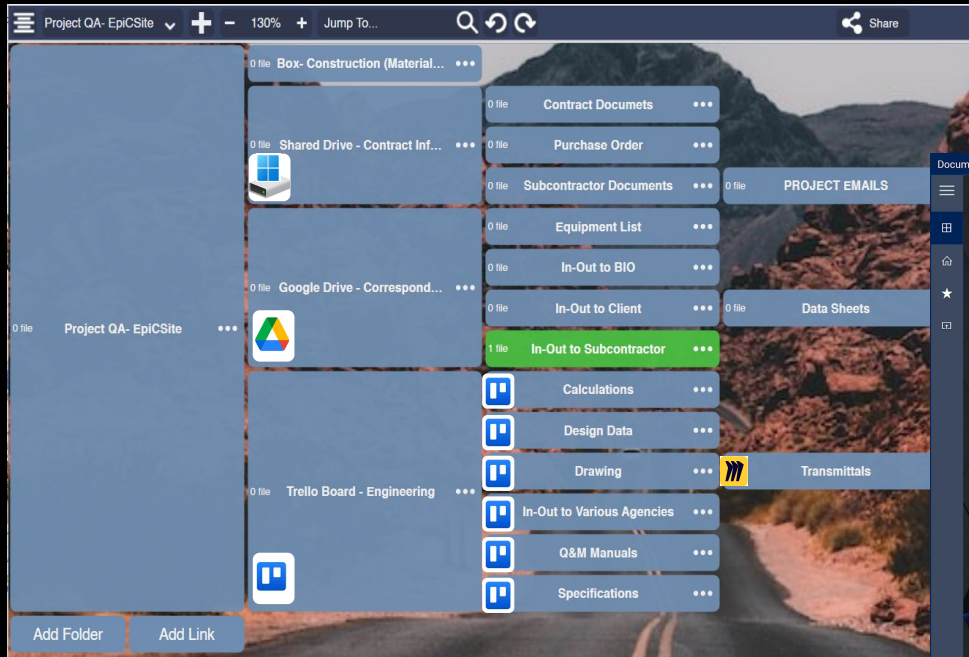 Project QA- EpiCSite
130%
Jump To...
Share
0 file Box- Construction (Material...
0 file Contract Documets
0 file Shared Drive - Contract Inf...
0 file Purchase Order
0 file Subcontractor Documents
0 file PROJECT EMAILS
Docum
0 file Equipment List
0 file In-Out to BIO
0 file Google Drive - Correspond...
0 file In-Out to Client
0 file Data Sheets
0 file Project QA- EpiCSite
1 file In-Out to Subcontractor
Calculations
Design Data
Drawing
Transmittals
0 file Trello Board - Engineering
In-Out to Various Agencies
Q&M Manuals
Specifications
Add Folder
Add Link